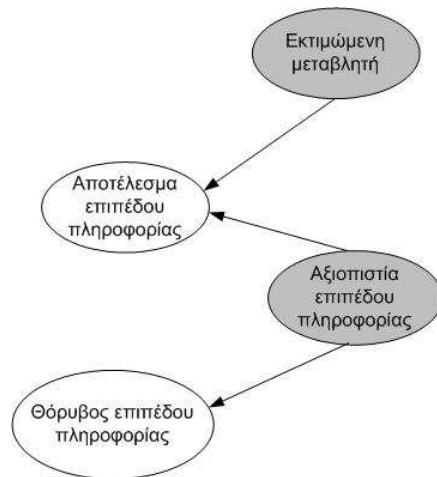 Εκτιμώμενη
μεταβλητή
Αποτέλεσμα
επιπέδου
πληροφορίας
Αξιοπιστία
επιπέδου
πληροφορίας
Θόρυβος επιπέδου
πληροφορίας